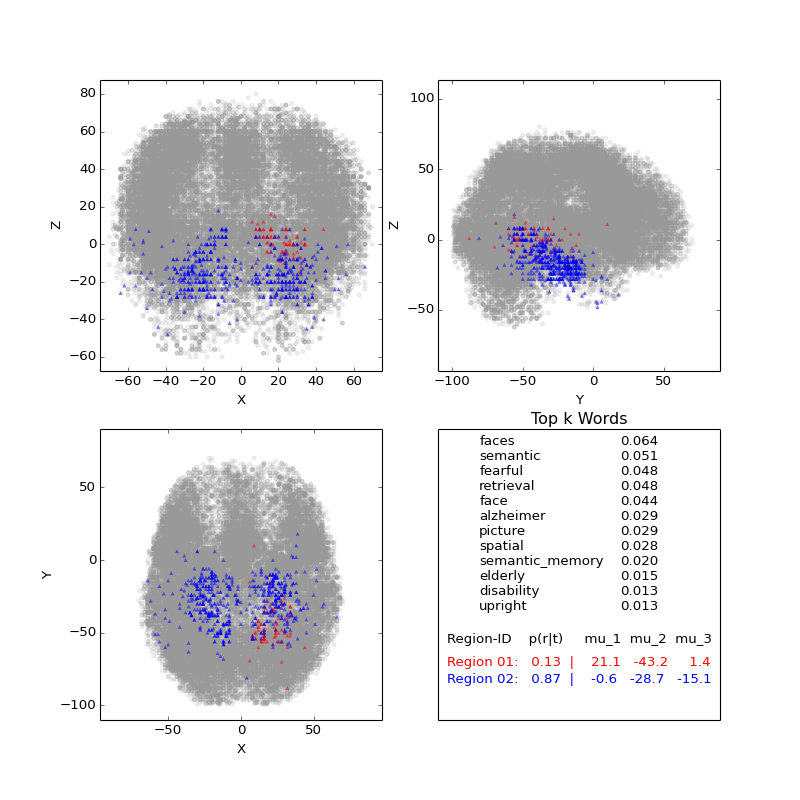 80
60
40
20
0
−20
−40
−60
Z
−60 −40 −20 0 20 40 60
X
100
50
0
−50
Z
−100 −50 0 50
Y
50
0
−50
−100
Y
−50 0 50
X
Top k Words
faces 0.064
semantic 0.051
fearful 0.048
retrieval 0.048
face 0.044
alzheimer 0.029
picture 0.029
spatial 0.028
semantic_memory 0.020
elderly 0.015
disability 0.013
upright 0.013
Region-ID p(r|t) mu_1 mu_2 mu_3
Region 01: 0.13 | 21.1 -43.2 1.4
Region 02: 0.87 | -0.6 -28.7 -15.1